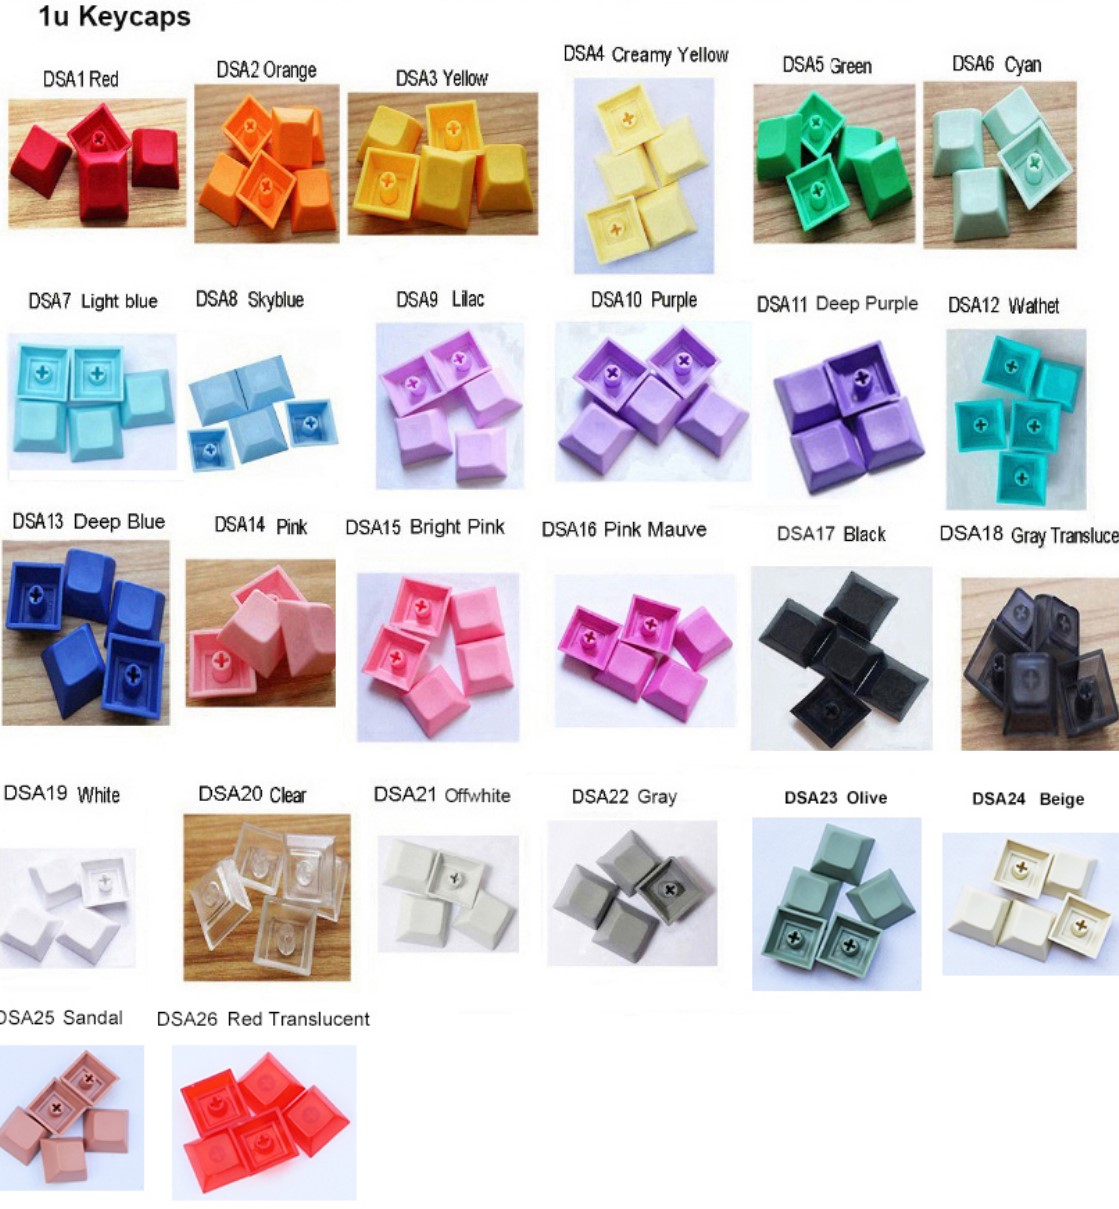 1u Keycaps
DSA1 Red
DSA2 Orange
DSA3 Yellow
DSA4 Creamy Yellow
DSA5 Green
DSA6 Cyan
DSA7 Light blue
DSA8 Skyblue
DSA9 Lilac
DSA10 Purple
DSA11 Deep Purple
DSA12 Wathet
DSA13 Deep Blue
DSA14 Pink
DSA15 Bright Pink
DSA16 Pink Mauve
DSA17 Black
DSA18 Gray Transluce
DSA19 White
DSA20 Clear
DSA21 Offwhite
DSA22 Gray
DSA23 Olive
DSA24 Beige
DSA25 Sandal
DSA26 Red Translucent